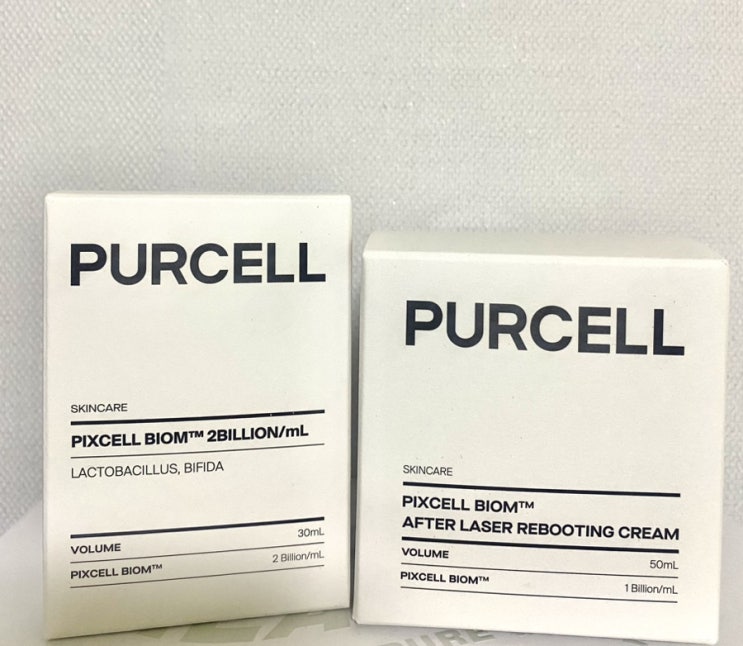 PURCELL
SKINCARE
PIXCELL BIOM™ 2BILLION/mL
LACTOBACILLUS, BIFIDA
VOLUME 30mL
PIXCELL BIOM™ 2 Billion/mL
PURCELL
SKINCARE
PIXCELL BIOM™
AFTER LASER REBOOTING CREAM
VOLUME 50mL
PIXCELL BIOM™ 1 Billion/mL
PURE